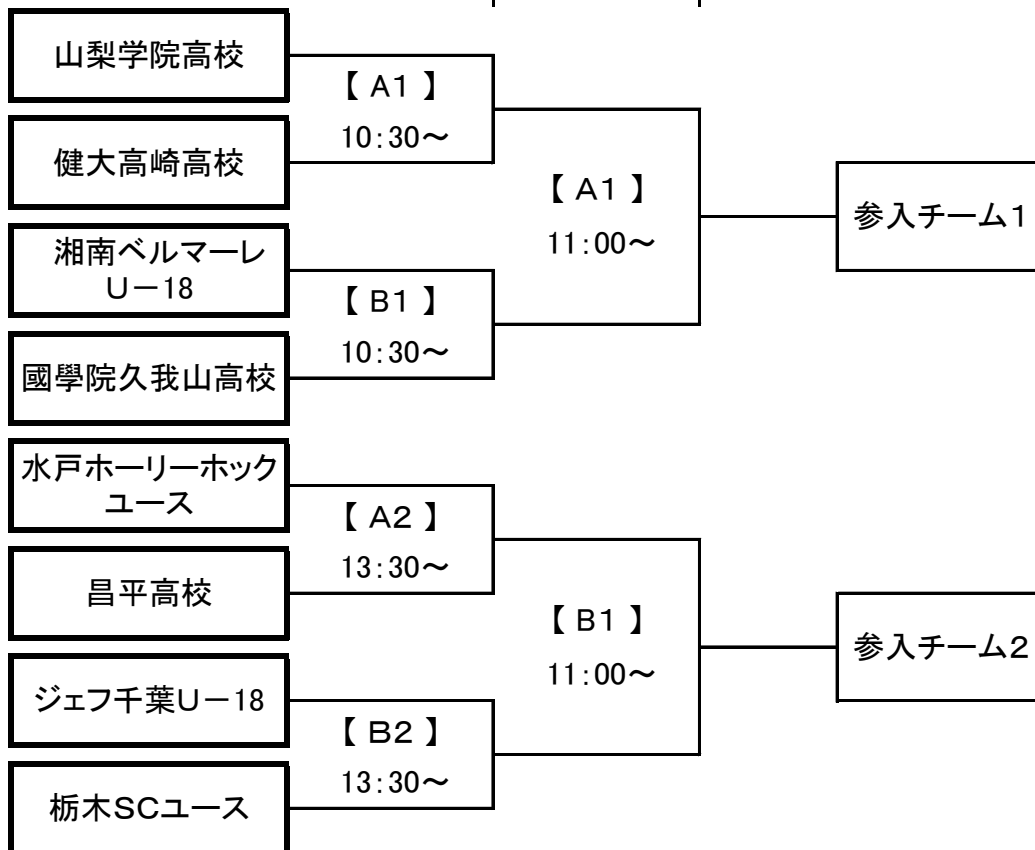 山梨学院高校
【 A1 】
10:30～
健大高崎高校
【 A1 】
11:00～
参入チーム1
湘南ベルマーレ
U－18
【 B1 】
10:30～
國學院久我山高校
水戸ホーリーホック
ユース
【 A2 】
13:30～
昌平高校
【 B1 】
11:00～
参入チーム2
ジェフ千葉U－18
【 B2 】
13:30～
栃木SCユース